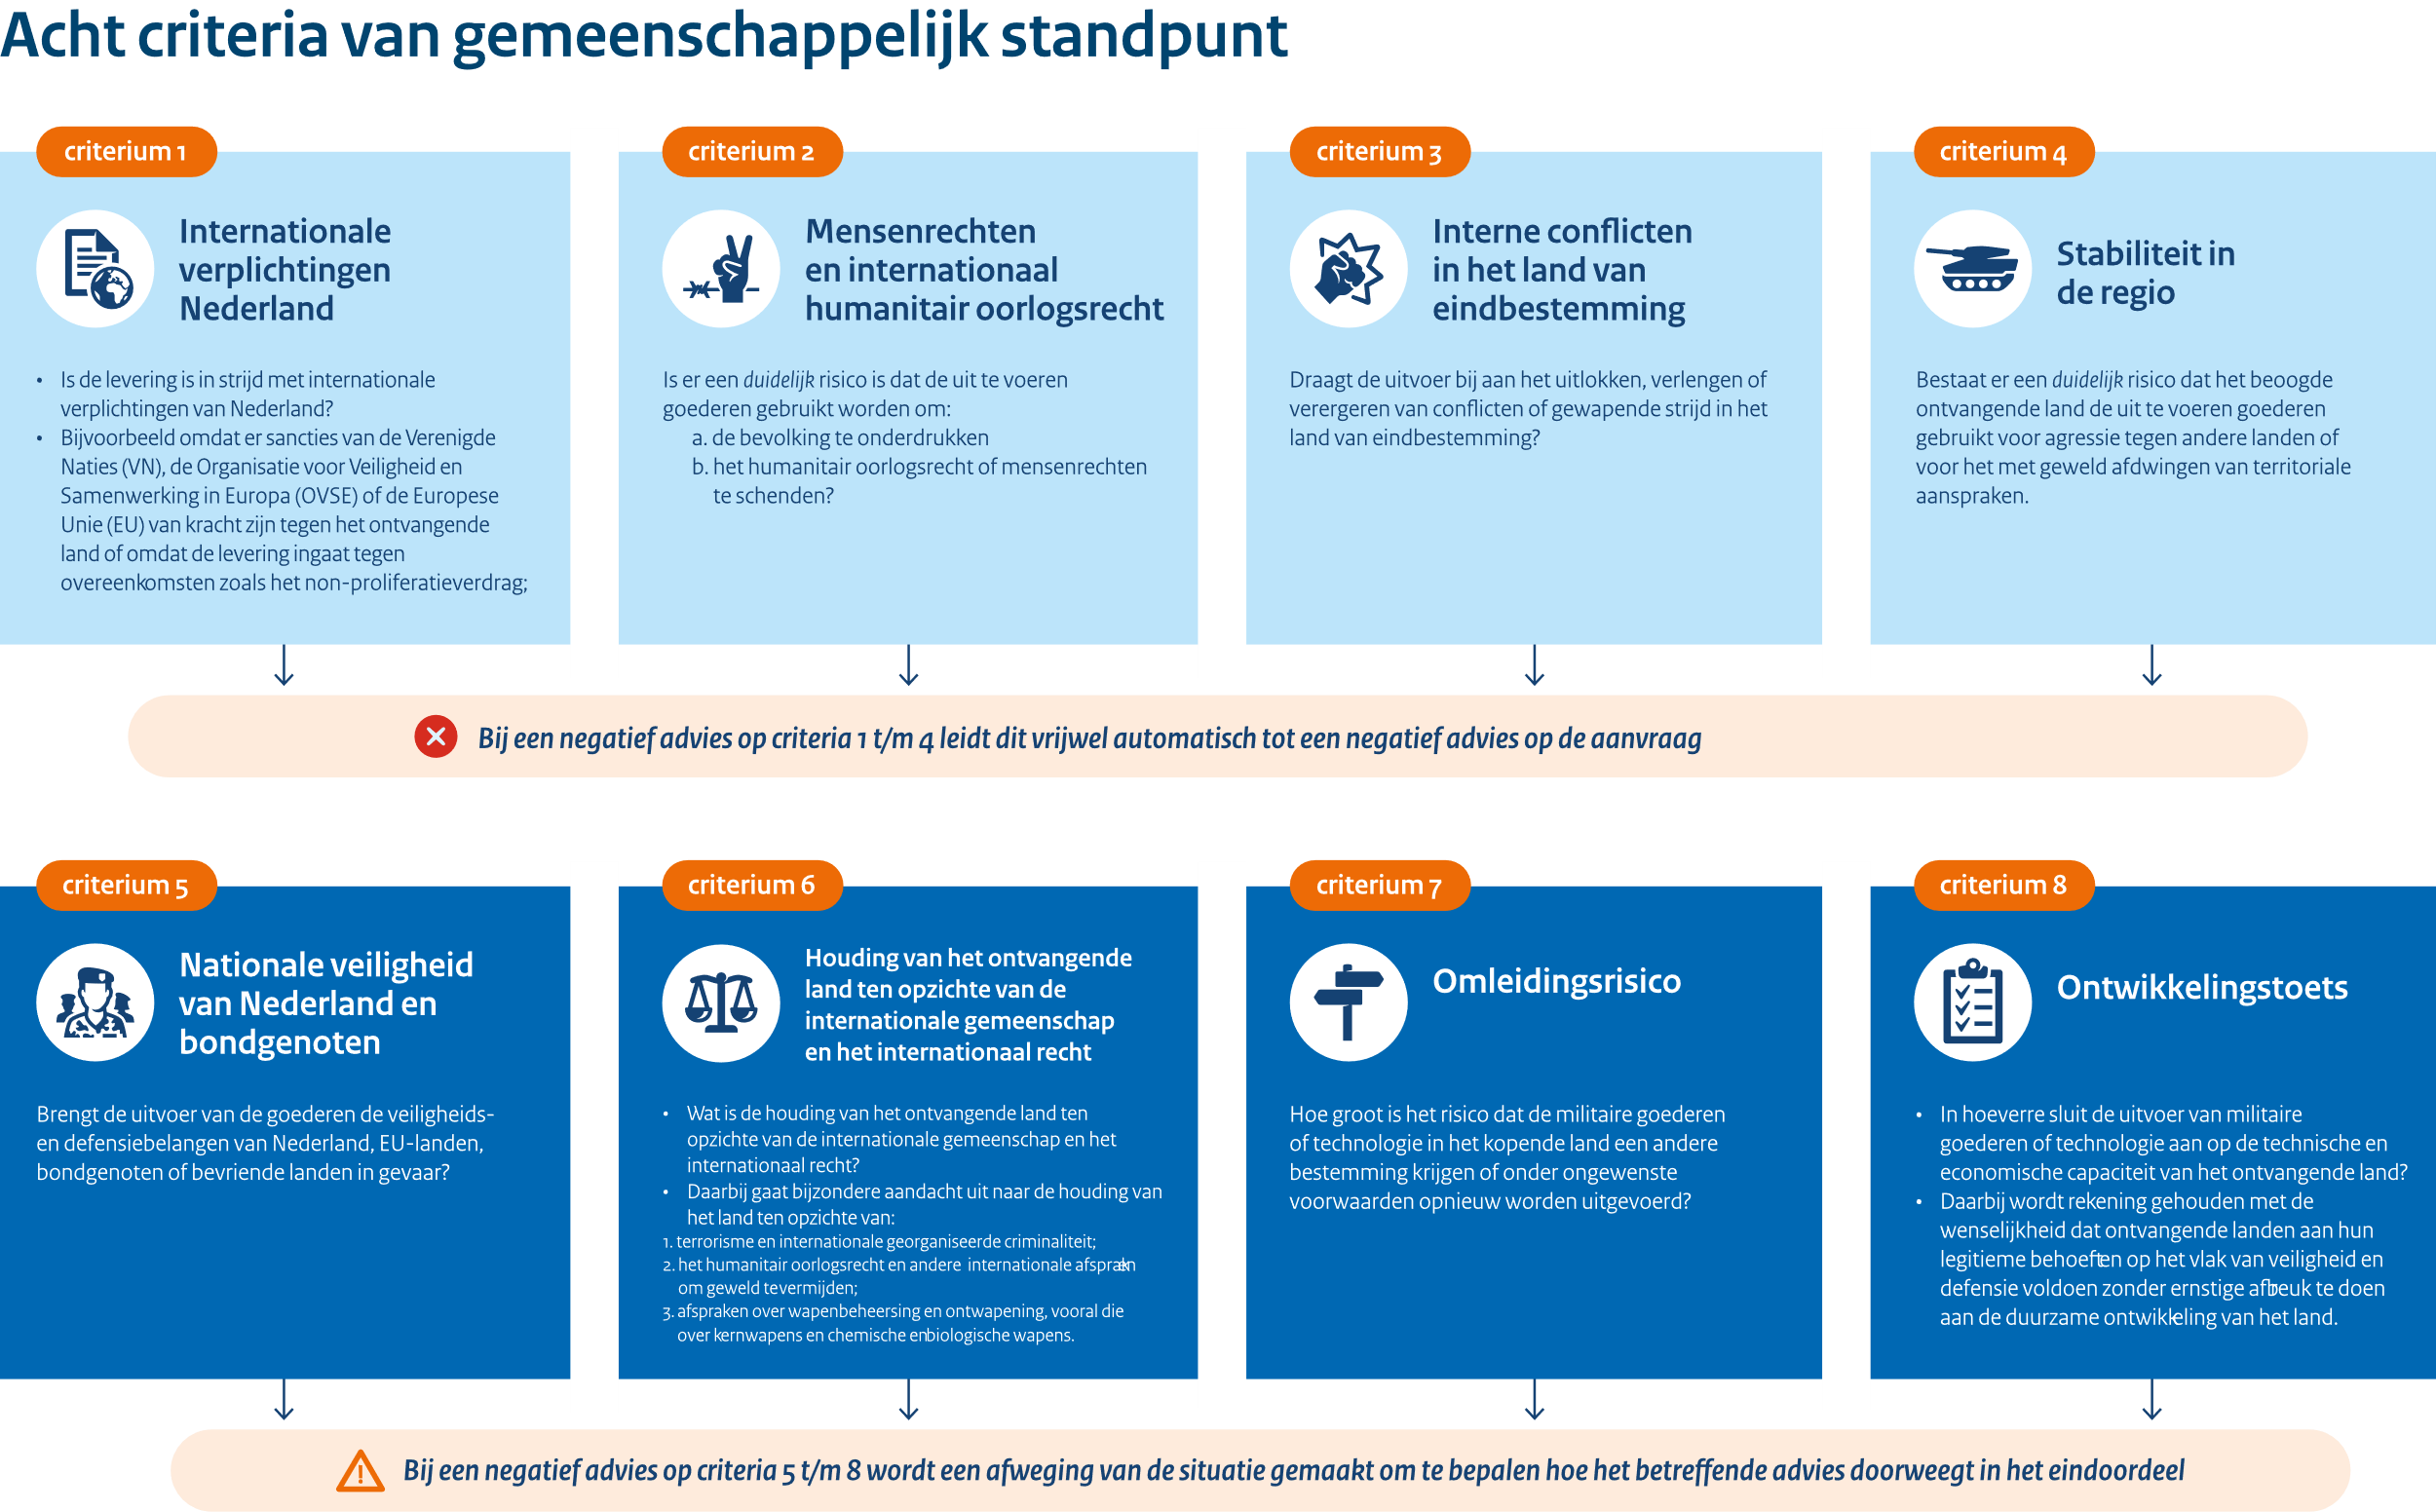 Acht criteria van gemeenschappelijk standpunt
criterium 1
Internationale
verplichtingen
Nederland
• Is de levering is in strijd met internationale
verplichtingen van Nederland?
• Bijvoorbeeld omdat er sancties van de Verenigde
Naties (VN), de Organisatie voor Veiligheid en
Samenwerking in Europa (OVSE) of de Europese
Unie (EU) van kracht zijn tegen het ontvangende
land of omdat de levering ingaat tegen
overeenkomsten zoals het non-proliferatieverdrag;
criterium 2
Mensenrechten
en internationaal
humanitair oorlogsrecht
Is er een duidelijk risico is dat de uit te voeren
goederen gebruikt worden om:
a. de bevolking te onderdrukken
b. het humanitair oorlogsrecht of mensenrechten
te schenden?
criterium 3
Interne conflicten
in het land van
eindbestemming
Draagt de uitvoer bij aan het uitlokken, verlengen of
verergeren van conflicten of gewapende strijd in het
land van eindbestemming?
criterium 4
Stabiliteit in
de regio
Bestaat er een duidelijk risico dat het beoogde
ontvangende land de uit te voeren goederen
gebruikt voor agressie tegen andere landen of
voor het met geweld afdwingen van territoriale
aanspraken.
Bij een negatief advies op criteria 1 t/m 4 leidt dit vrijwel automatisch tot een negatief advies op de aanvraag
criterium 5
Nationale veiligheid
van Nederland en
bondgenoten
Brengt de uitvoer van de goederen de veiligheids-
en defensiebelangen van Nederland, EU-landen,
bondgenoten of bevriende landen in gevaar?
criterium 6
Houding van het ontvangende
land ten opzichte van de
internationale gemeenschap
en het internationaal recht
• Wat is de houding van het ontvangende land ten
opzichte van de internationale gemeenschap en het
internationaal recht?
• Daarbij gaat bijzondere aandacht uit naar de houding van
het land ten opzichte van:
1. terrorisme en internationale georganiseerde criminaliteit;
2. het humanitair oorlogsrecht en andere internationale afspraken
om geweld te vermijden;
3. afspraken over wapenbeheersing en ontwapening, vooral die
over kernwapens en chemische en biologische wapens.
criterium 7
Omleidingsrisico
Hoe groot is het risico dat de militaire goederen
of technologie in het kopende land een andere
bestemming krijgen of onder ongewenste
voorwaarden opnieuw worden uitgevoerd?
criterium 8
Ontwikkelingstoets
• In hoeverre sluit de uitvoer van militaire
goederen of technologie aan op de technische en
economische capaciteit van het ontvangende land?
• Daarbij wordt rekening gehouden met de
wenselijkheid dat ontvangende landen aan hun
legitieme behoeften op het vlak van veiligheid en
defensie voldoen zonder ernstige afbreuk te doen
aan de duurzame ontwikkeling van het land.
Bij een negatief advies op criteria 5 t/m 8 wordt een afweging van de situatie gemaakt om te bepalen hoe het betreffende advies doorweegt in het eindoordeel